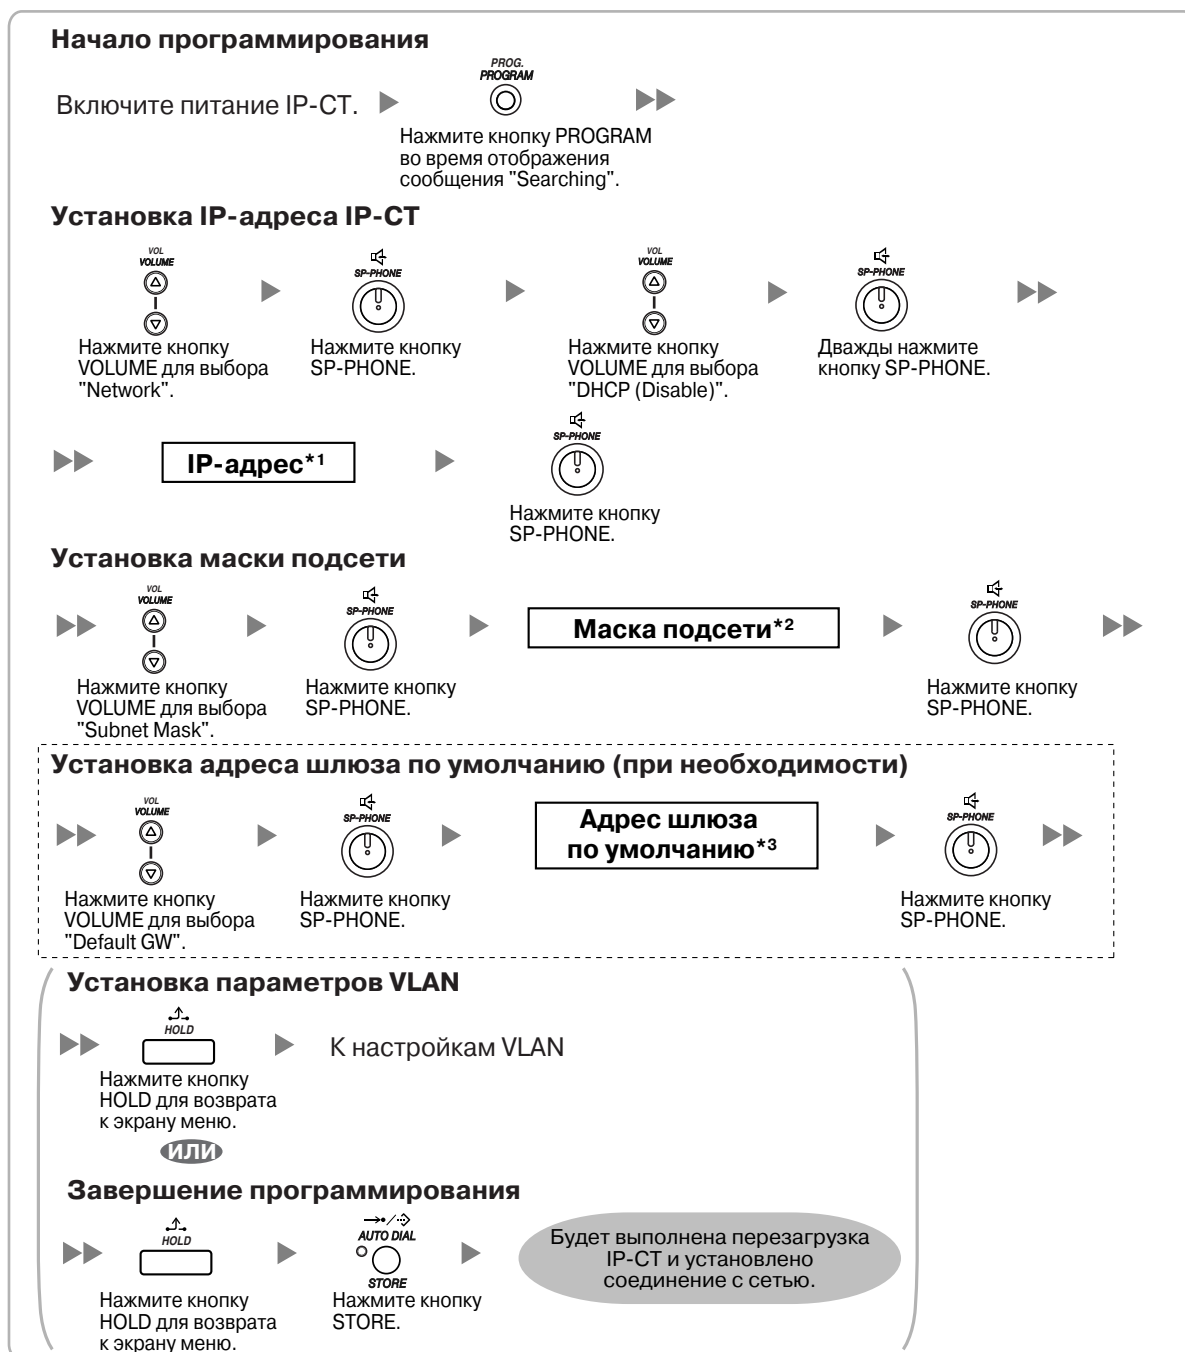 Начало программирования
PROG.
PROGRAM
Включите питание IP-СТ.
Нажмите кнопку PROGRAM
во время отображения
сообщения "Searching".
Установка IP-адреса IP-СТ
VOL
VOLUME
Нажмите кнопку
VOLUME для выбора
"Network".
SP-PHONE
Нажмите кнопку
SP-PHONE.
VOL
VOLUME
Нажмите кнопку
VOLUME для выбора
"DHCP (Disable)".
SP-PHONE
Дважды нажмите
кнопку SP-PHONE.
IP-адрес*1
SP-PHONE
Нажмите кнопку
SP-PHONE.
Установка маски подсети
VOL
VOLUME
Нажмите кнопку
VOLUME для выбора
"Subnet Mask".
SP-PHONE
Нажмите кнопку
SP-PHONE.
Маска подсети*2
SP-PHONE
Нажмите кнопку
SP-PHONE.
Установка адреса шлюза по умолчанию (при необходимости)
VOL
VOLUME
Нажмите кнопку
VOLUME для выбора
"Default GW".
SP-PHONE
Нажмите кнопку
SP-PHONE.
Адрес шлюза
по умолчанию*3
SP-PHONE
Нажмите кнопку
SP-PHONE.
Установка параметров VLAN
HOLD
Нажмите кнопку
HOLD для возврата
к экрану меню.
К настройкам VLAN
ИЛИ
Завершение программирования
HOLD
Нажмите кнопку
HOLD для возврата
к экрану меню.
AUTO DIAL
STORE
Нажмите кнопку
STORE.
Будет выполнена перезагрузка
IP-СТ и установлено
соединение с сетью.